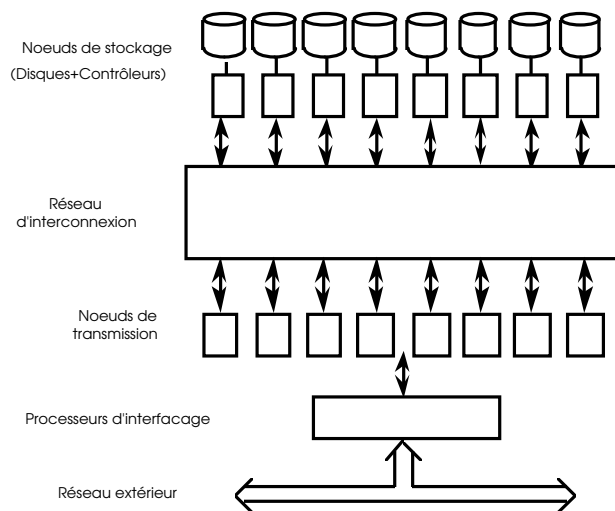 Noeuds de stockage
(Disques+Contrôleurs)
Réseau
d'interconnexion
Noeuds de
transmission
Processeurs d'interfacage
Réseau extérieur